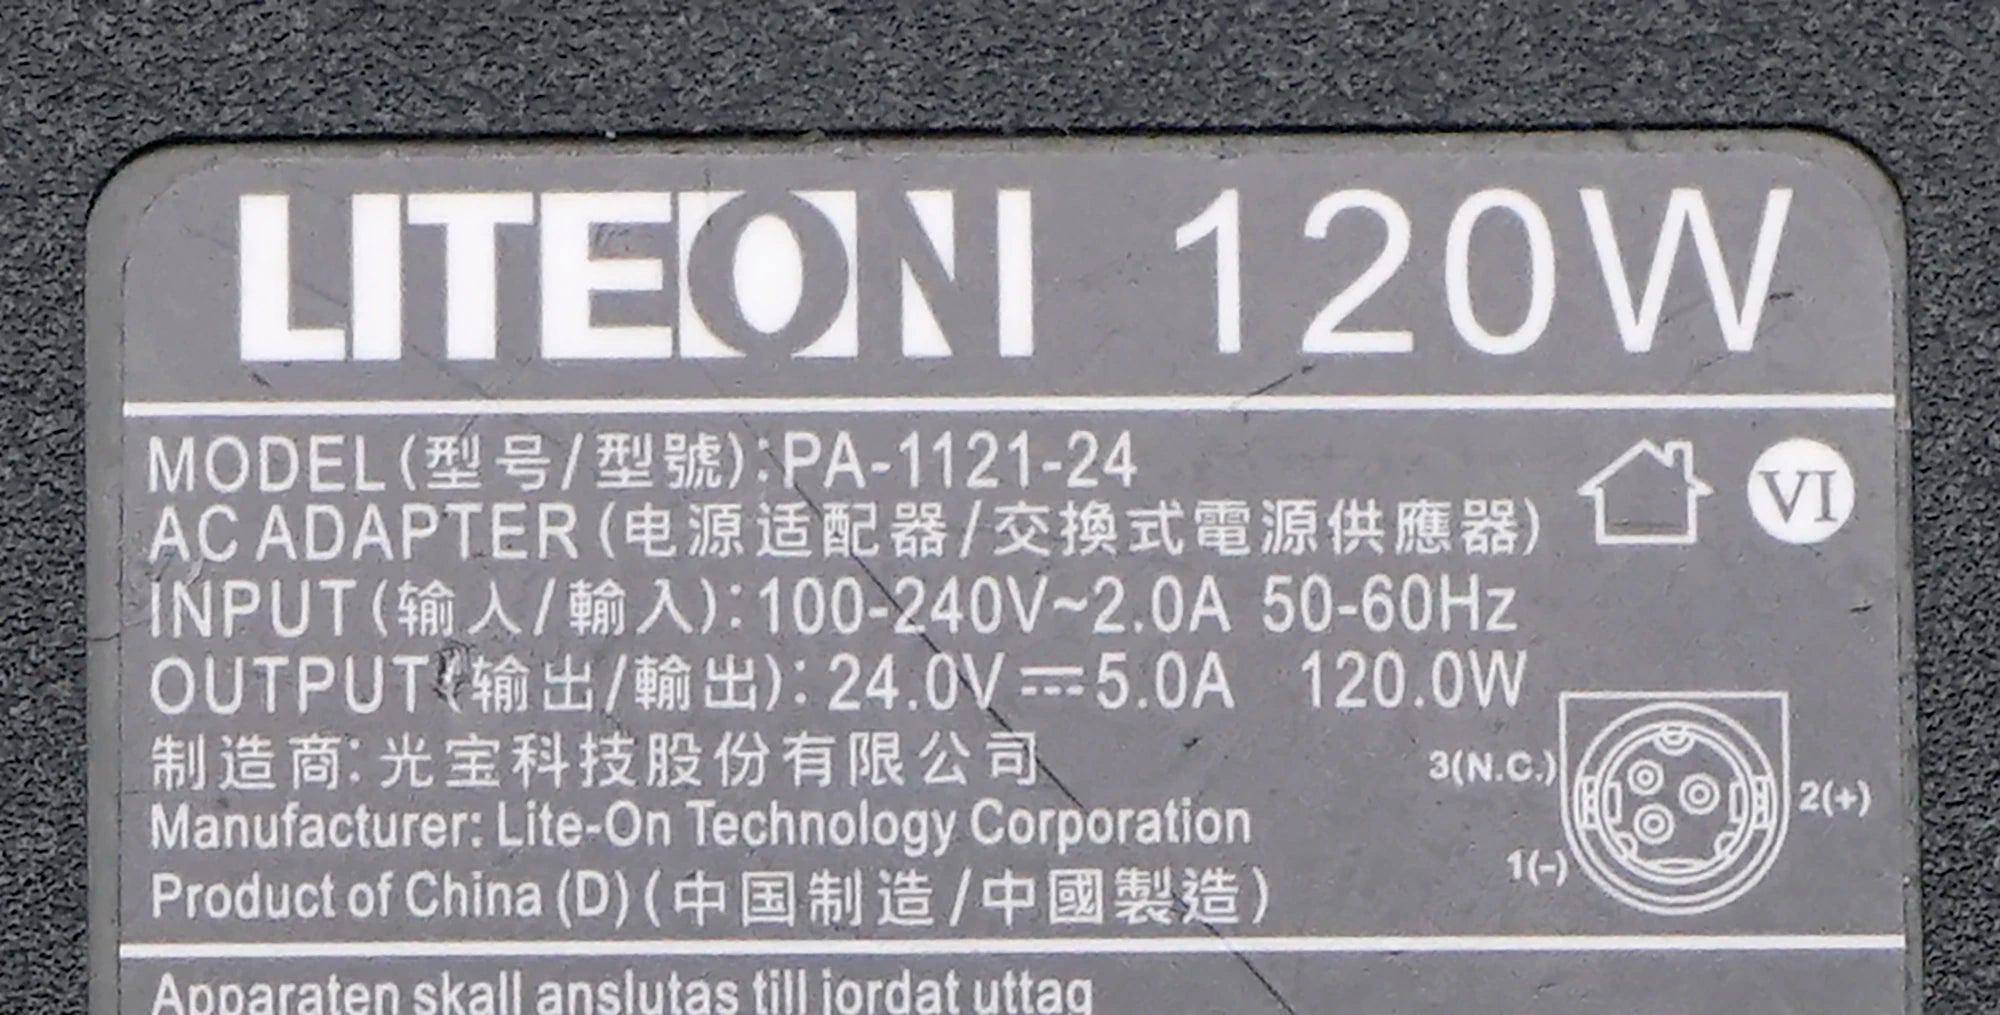 LITEON 120W
MODEL(型号/型號):PA-1121-24
VI
AC ADAPTER(电源适配器/交換式電源供應器)
INPUT(输入/輸入):100-240V~2.0A 50-60Hz
OUTPUT(输出/輸出):24.0V⎓5.0A 120.0W
制造商:光宝科技股份有限公司
3(N.C.)
2(+)
Manufacturer: Lite-On Technology Corporation
1(-)
Product of China (D) (中国制造/中國製造)
Apparaten skall anslutas till jordat uttag